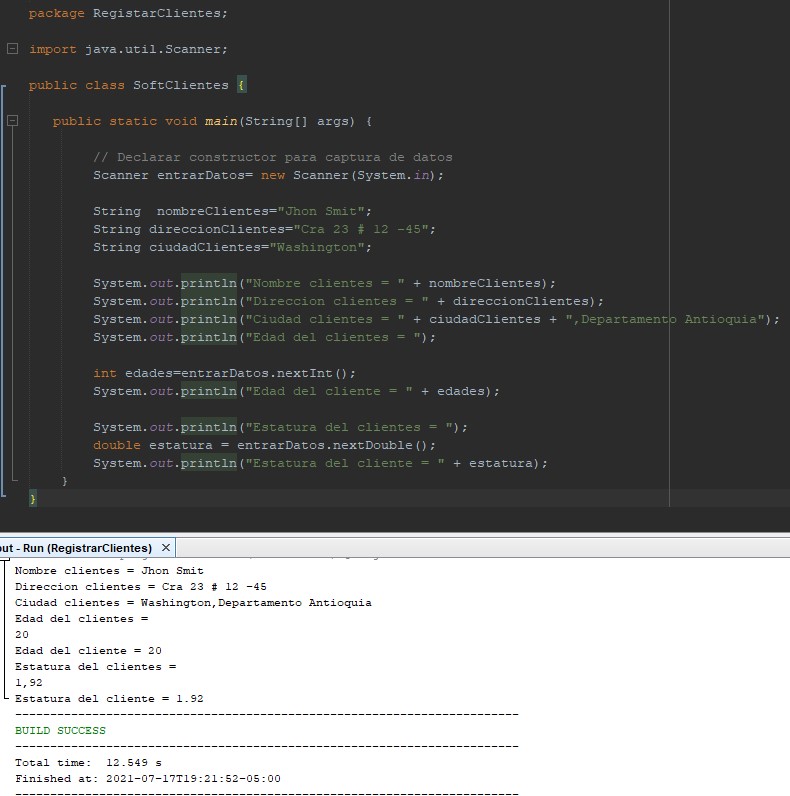 package RegistarClientes;
import java.util.Scanner;
public class SoftClientes {
public static void main(String[] args) {
// Declarar constructor para captura de datos
Scanner entrarDatos= new Scanner(System.in);
String  nombreClientes="Jhon Smit";
String direccionClientes="Cra 23 # 12 -45";
String ciudadClientes="Washington";
System.out.println("Nombre clientes = " + nombreClientes);
System.out.println("Direccion clientes = " + direccionClientes);
System.out.println("Ciudad clientes = " + ciudadClientes + ",Departamento Antioquia");
System.out.println("Edad del clientes = ");
int edades=entrarDatos.nextInt();
System.out.println("Edad del cliente = " + edades);
System.out.println("Estatura del clientes = ");
double estatura = entrarDatos.nextDouble();
System.out.println("Estatura del cliente = " + estatura);
}
}
out - Run (RegistrarClientes) ×
Nombre clientes = Jhon Smit
Direccion clientes = Cra 23 # 12 -45
Ciudad clientes = Washington,Departamento Antioquia
Edad del clientes =
20
Edad del cliente = 20
Estatura del clientes =
1,92
Estatura del cliente = 1.92
------------------------------------------------------------------------
BUILD SUCCESS
------------------------------------------------------------------------
Total time:  12.549 s
Finished at: 2021-07-17T19:21:52-05:00
------------------------------------------------------------------------